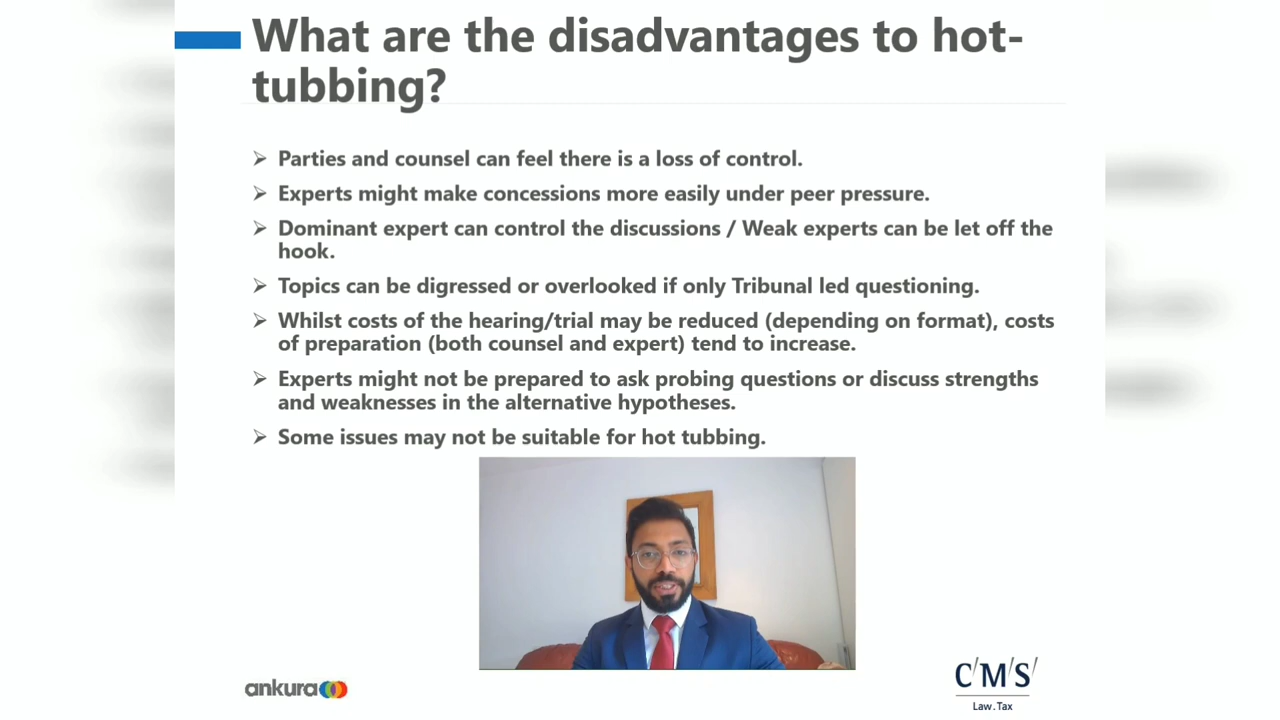 What are the disadvantages to hot-
tubbing?
Parties and counsel can feel there is a loss of control.
Experts might make concessions more easily under peer pressure.
Dominant expert can control the discussions / Weak experts can be let off the
hook.
Topics can be digressed or overlooked if only Tribunal led questioning.
Whilst costs of the hearing/trial may be reduced (depending on format), costs
of preparation (both counsel and expert) tend to increase.
Experts might not be prepared to ask probing questions or discuss strengths
and weaknesses in the alternative hypotheses.
Some issues may not be suitable for hot tubbing.
ankura
C/M/S/
Law.Tax